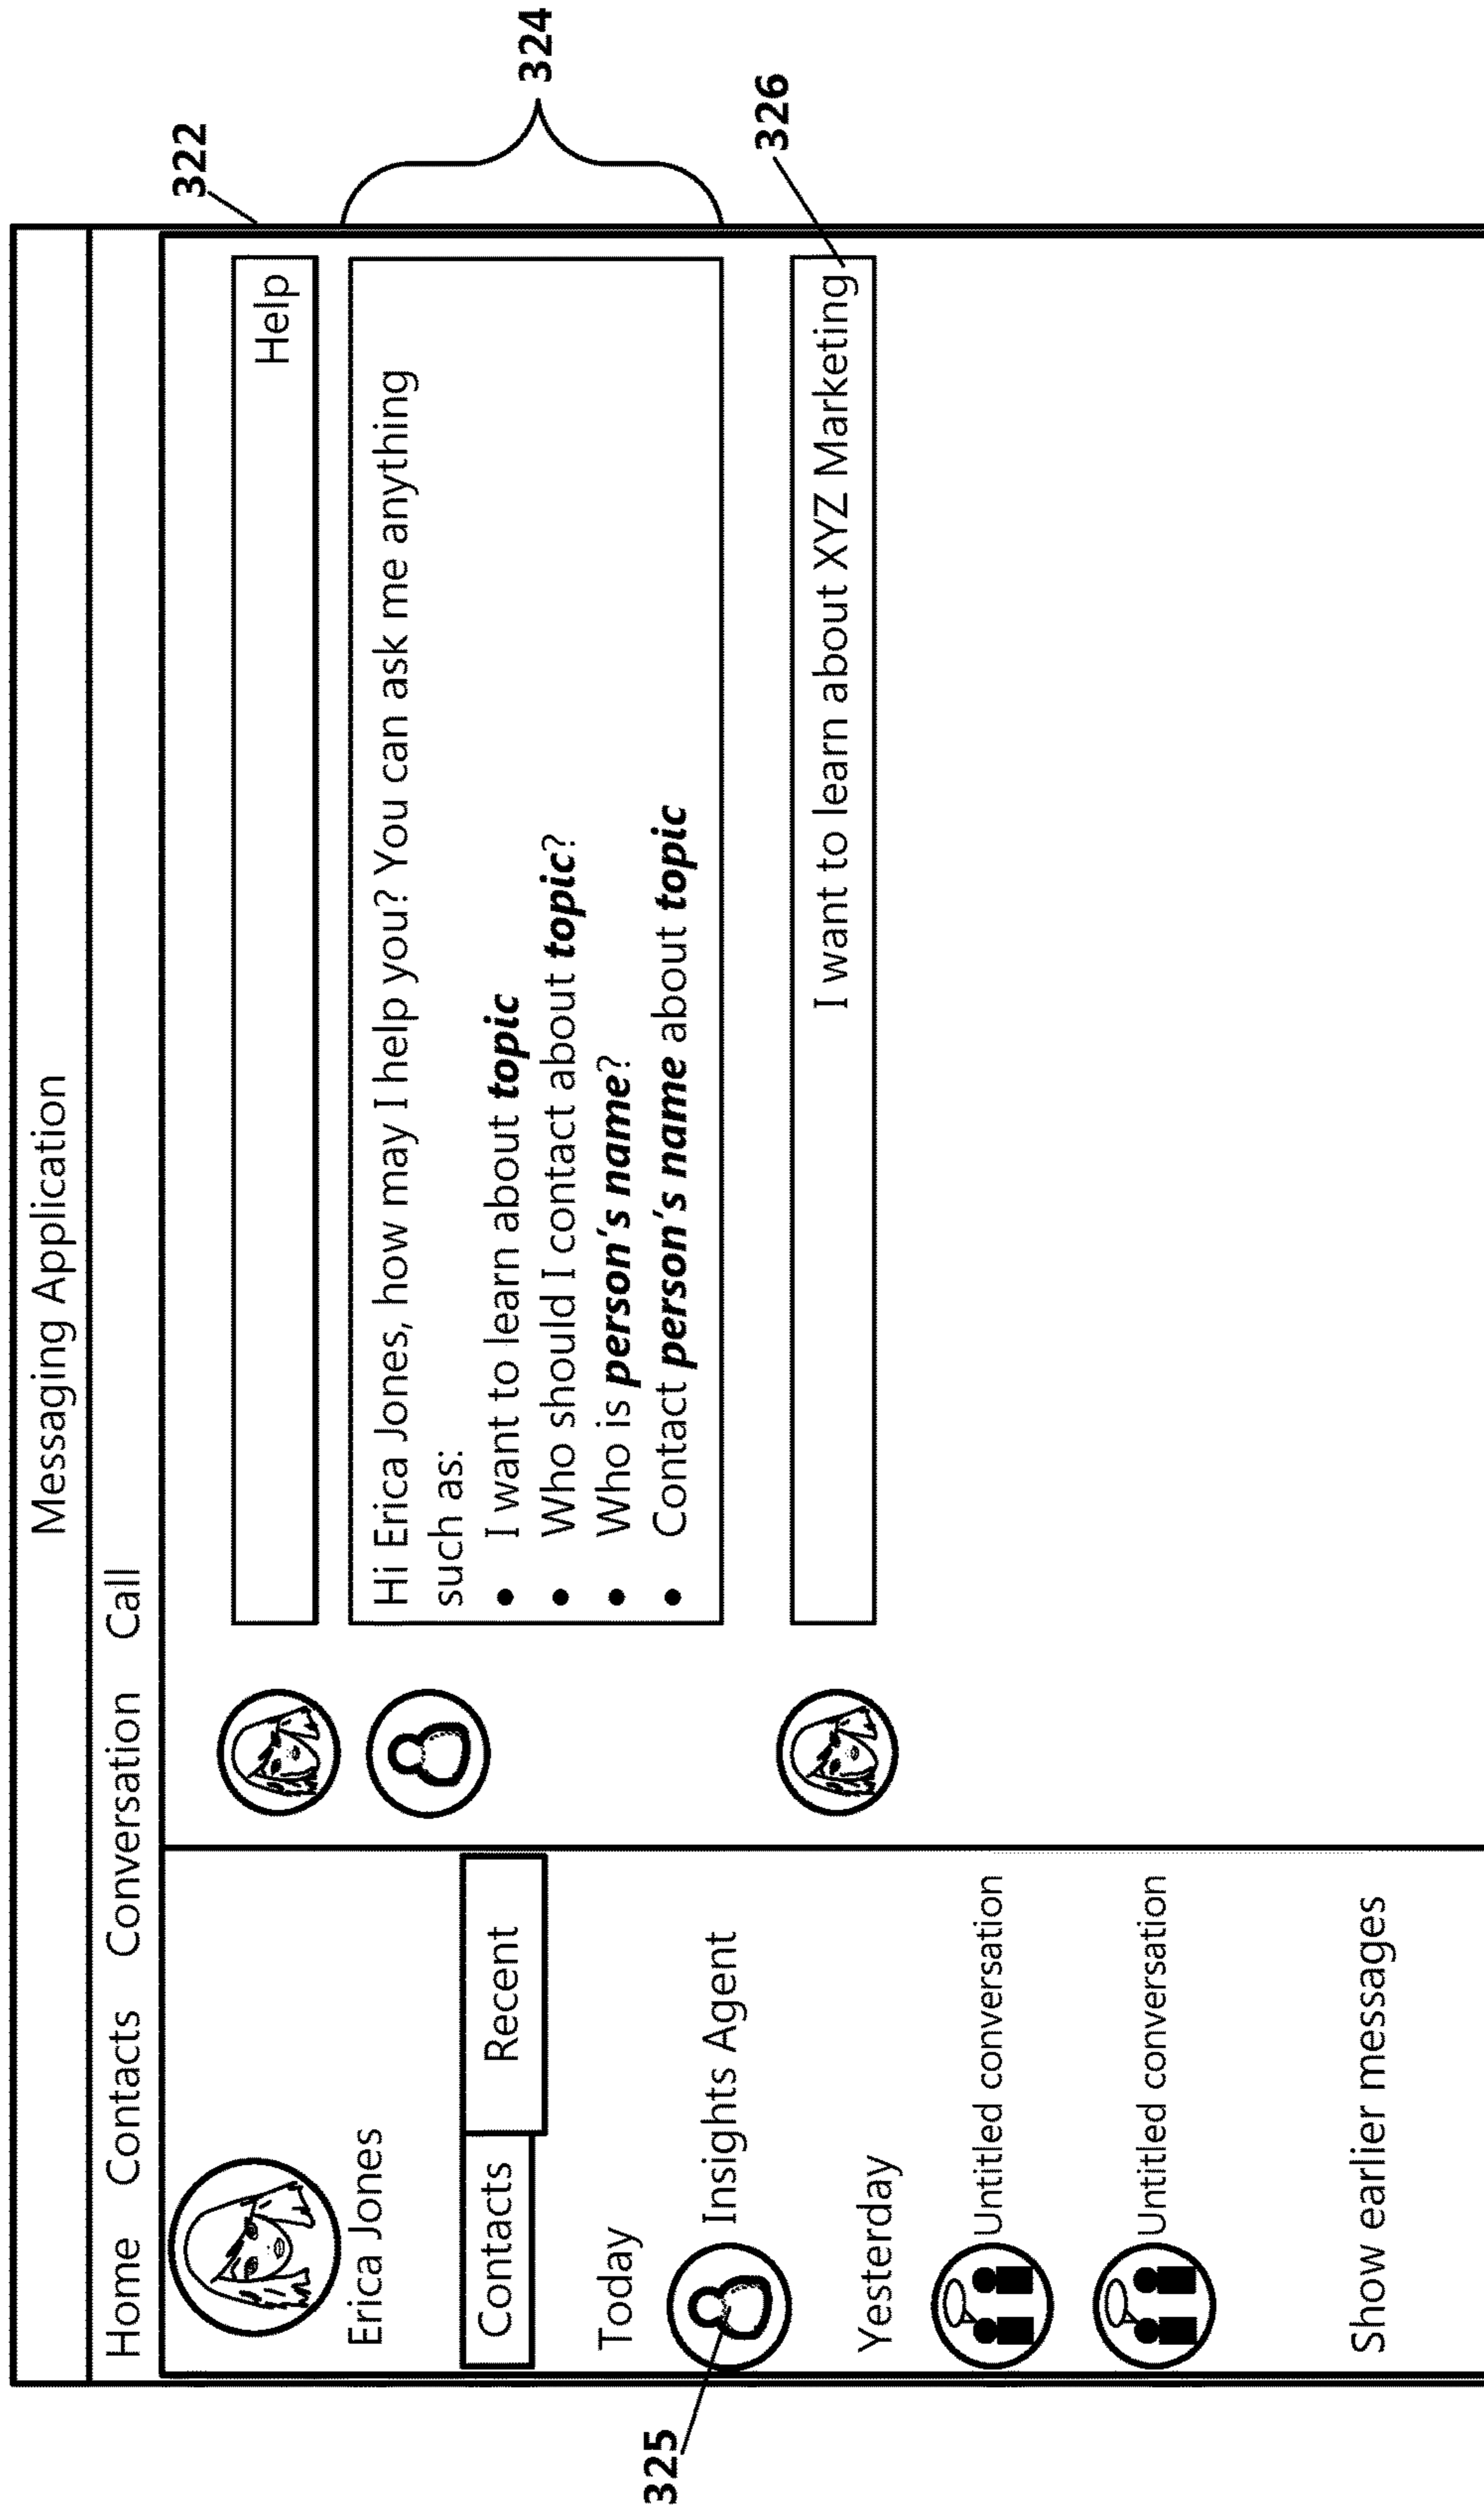 Messaging Application
Home Contacts Conversation Call
Erica Jones
Contacts Recent
Today
Insights Agent
325
Yesterday
Untitled conversation
Untitled conversation
Show earlier messages
Help
322
Hi Erica Jones, how may I help you? You can ask me anything
such as:
• I want to learn about topic
• Who should I contact about topic?
• Who is person's name?
• Contact person's name about topic
324
I want to learn about XYZ Marketing
326